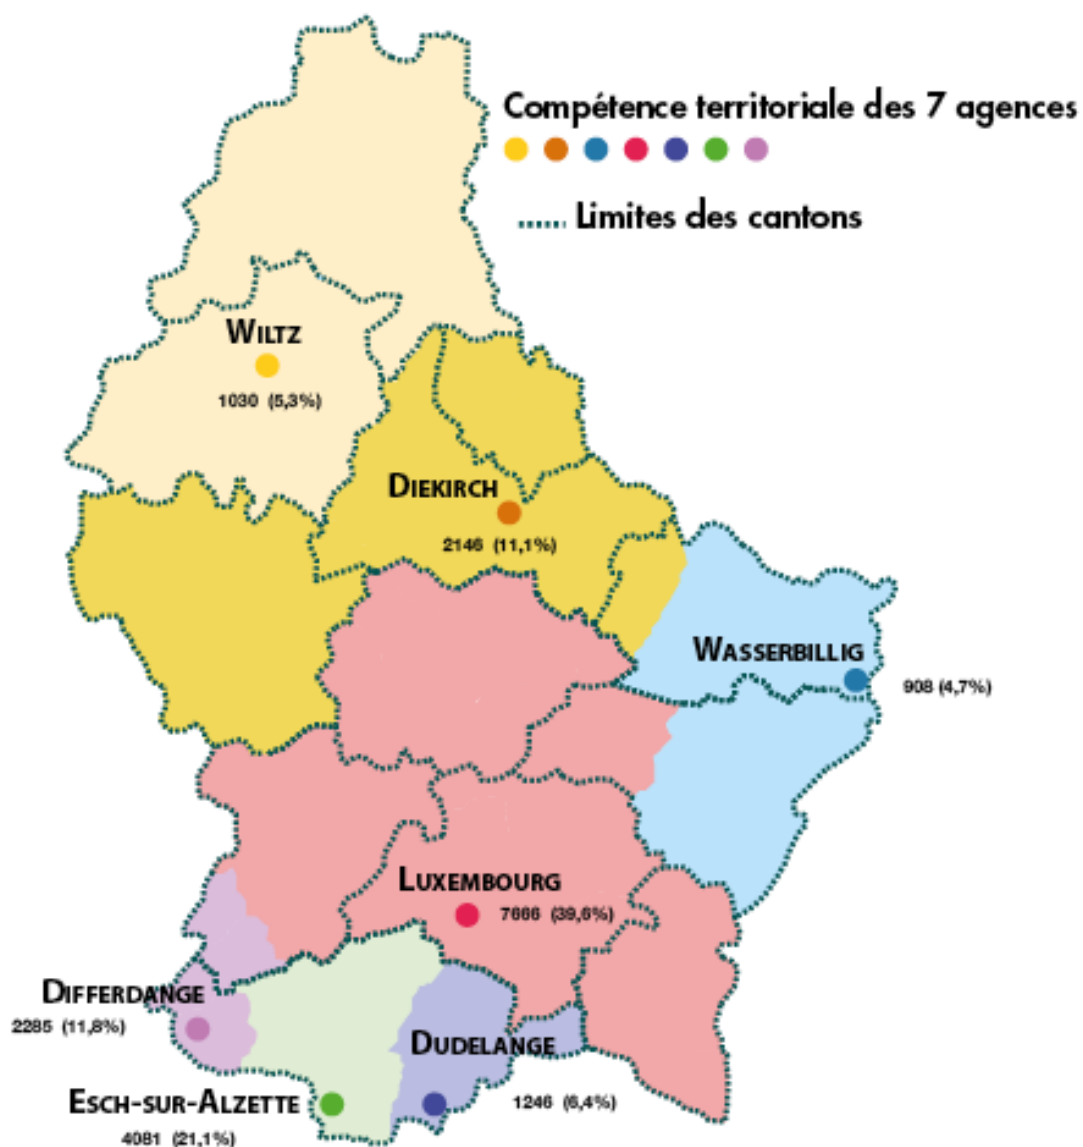 Compétence territoriale des 7 agences
Limites des cantons
WILTZ
1030 (5,3%)
DIEKIRCH
2146 (11,1%)
WASSERBILLIG
908 (4,7%)
LUXEMBOURG
7666 (39,6%)
DIFFERDANGE
2285 (11,8%)
DUDELANGE
1246 (6,4%)
ESCH-SUR-ALZETTE
4081 (21,1%)